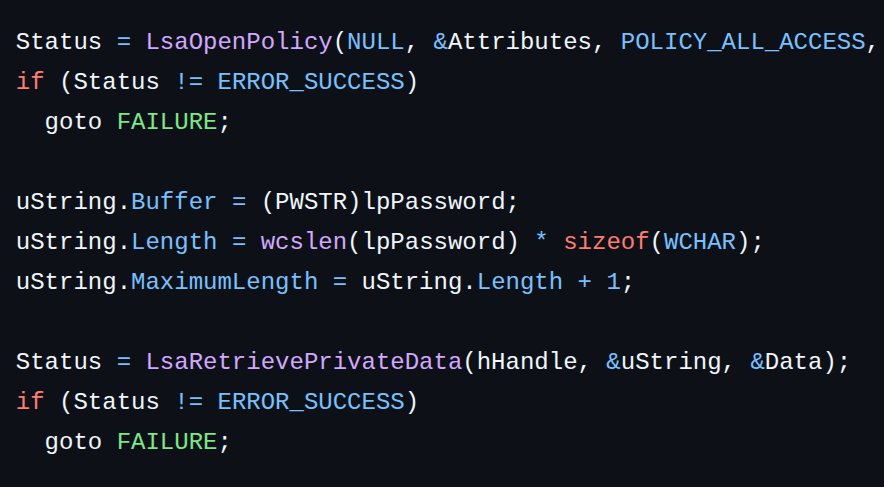 Status = LsaOpenPolicy(NULL, &Attributes, POLICY_ALL_ACCESS,
if (Status != ERROR_SUCCESS)
  goto FAILURE;

uString.Buffer = (PWSTR)lpPassword;
uString.Length = wcslen(lpPassword) * sizeof(WCHAR);
uString.MaximumLength = uString.Length + 1;

Status = LsaRetrievePrivateData(hHandle, &uString, &Data);
if (Status != ERROR_SUCCESS)
  goto FAILURE;